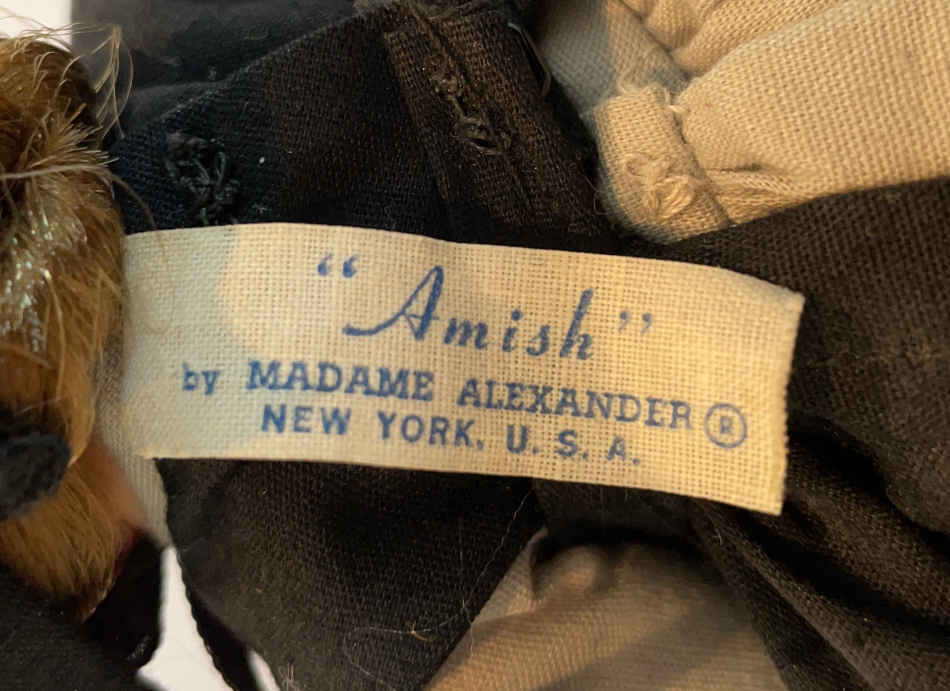 “Amish”
by MADAME ALEXANDER ®
NEW YORK, U. S. A.